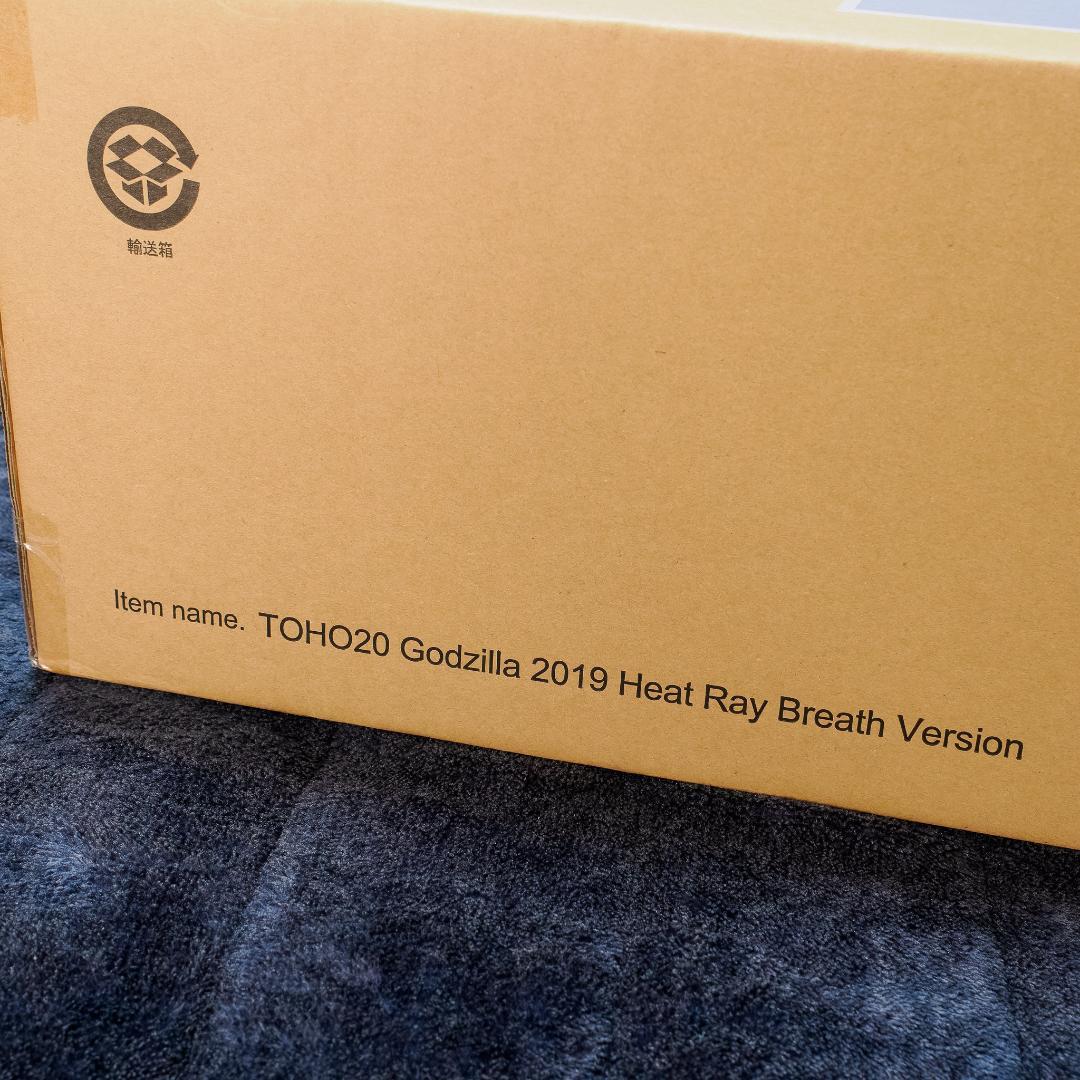 輸送箱
Item name. TOHO20 Godzilla 2019 Heat Ray Breath Version